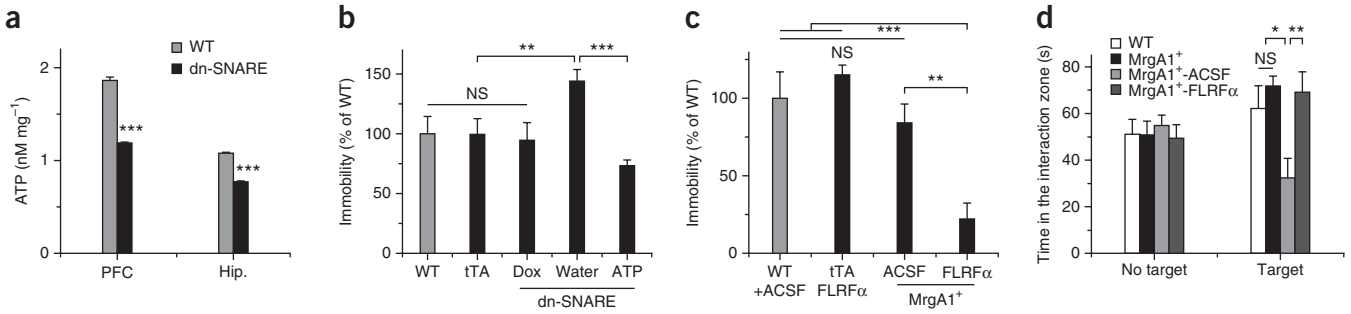 a
WT
dn-SNARE
ATP (nM mg⁻¹)
2
1
0
***
***
PFC
Hip.
b
** ***
NS
Immobility (% of WT)
150
100
75
50
0
WT tTA Dox Water ATP
dn-SNARE
c
***
NS
**
Immobility (% of WT)
100
50
0
WT +ACSF
tTA FLRFα
ACSF FLRFα
MrgA1⁺
d
WT
MrgA1⁺
MrgA1⁺-ACSF
MrgA1⁺-FLRFα
* **
NS
Time in the interaction zone (s)
80
60
40
20
0
No target Target